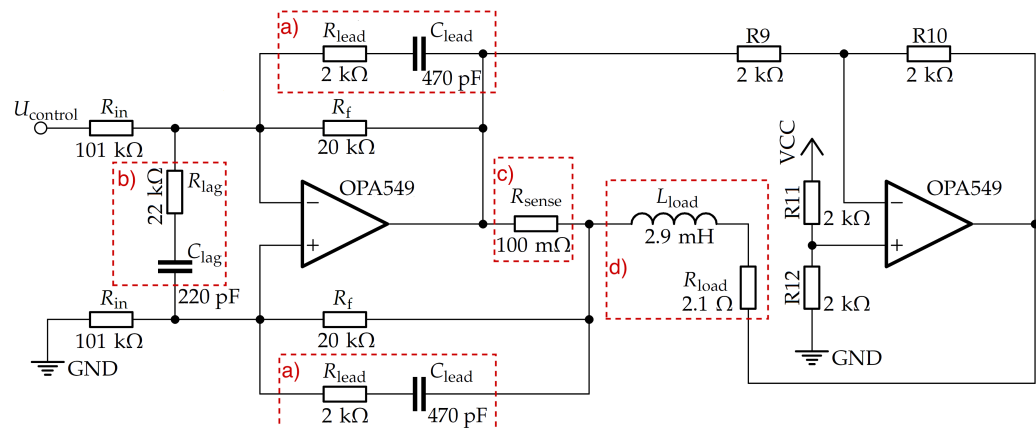 a)
R_lead
C_lead
2 kΩ
470 pF
R9
2 kΩ
R10
2 kΩ
U_control
R_in
101 kΩ
R_f
20 kΩ
b)
22 kΩ
R_lag
C_lag
220 pF
OPA549
−
+
c)
R_sense
100 mΩ
L_load
2.9 mH
d)
R_load
2.1 Ω
VCC
R11
2 kΩ
R12
2 kΩ
GND
OPA549
−
+
R_in
101 kΩ
GND
R_f
20 kΩ
a)
R_lead
C_lead
2 kΩ
470 pF